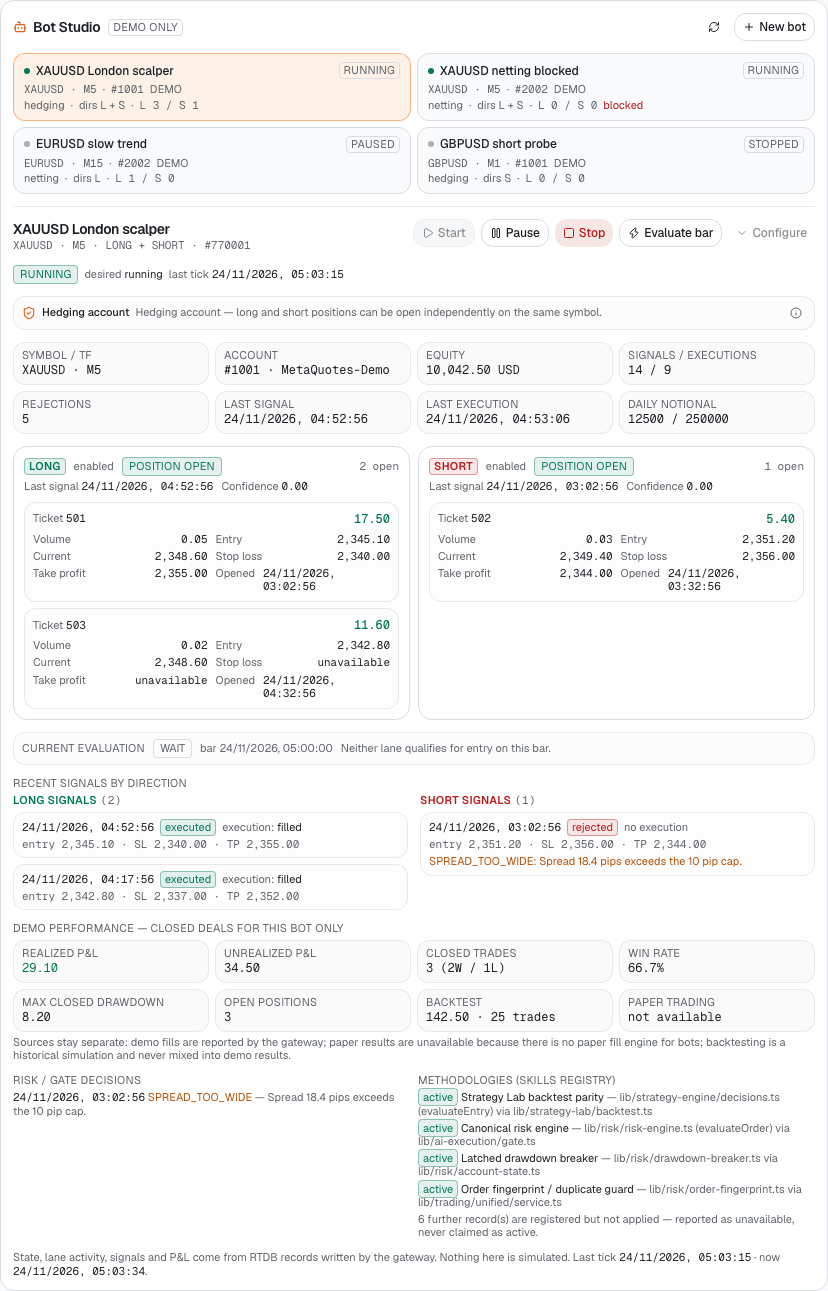 Bot Studio DEMO ONLY
New bot
XAUUSD London scalper RUNNING
XAUUSD · M5 · #1001 DEMO
hedging · dirs L + S · L 3 / S 1
XAUUSD netting blocked RUNNING
XAUUSD · M5 · #2002 DEMO
netting · dirs L + S · L 0 / S 0 blocked
EURUSD slow trend PAUSED
EURUSD · M15 · #2002 DEMO
netting · dirs L · L 1 / S 0
GBPUSD short probe STOPPED
GBPUSD · M1 · #1001 DEMO
hedging · dirs S · L 0 / S 0
XAUUSD London scalper
XAUUSD · M5 · LONG + SHORT · #770001
Start Pause Stop Evaluate bar Configure
RUNNING desired running last tick 24/11/2026, 05:03:15
Hedging account Hedging account — long and short positions can be open independently on the same symbol.
SYMBOL / TF
XAUUSD · M5
ACCOUNT
#1001 · MetaQuotes-Demo
EQUITY
10,042.50 USD
SIGNALS / EXECUTIONS
14 / 9
REJECTIONS
5
LAST SIGNAL
24/11/2026, 04:52:56
LAST EXECUTION
24/11/2026, 04:53:06
DAILY NOTIONAL
12500 / 250000
LONG enabled POSITION OPEN 2 open
Last signal 24/11/2026, 04:52:56 Confidence 0.00
Ticket 501 17.50
Volume 0.05 Entry 2,345.10
Current 2,348.60 Stop loss 2,340.00
Take profit 2,355.00 Opened 24/11/2026,
03:02:56
Ticket 503 11.60
Volume 0.02 Entry 2,342.80
Current 2,348.60 Stop loss unavailable
Take profit unavailable Opened 24/11/2026,
04:32:56
SHORT enabled POSITION OPEN 1 open
Last signal 24/11/2026, 03:02:56 Confidence 0.00
Ticket 502 5.40
Volume 0.03 Entry 2,351.20
Current 2,349.40 Stop loss 2,356.00
Take profit 2,344.00 Opened 24/11/2026,
03:32:56
CURRENT EVALUATION WAIT bar 24/11/2026, 05:00:00 Neither lane qualifies for entry on this bar.
RECENT SIGNALS BY DIRECTION
LONG SIGNALS (2)
24/11/2026, 04:52:56 executed execution: filled
entry 2,345.10 · SL 2,340.00 · TP 2,355.00
24/11/2026, 04:17:56 executed execution: filled
entry 2,342.80 · SL 2,337.00 · TP 2,352.00
SHORT SIGNALS (1)
24/11/2026, 03:02:56 rejected no execution
entry 2,351.20 · SL 2,356.00 · TP 2,344.00
SPREAD_TOO_WIDE: Spread 18.4 pips exceeds the 10 pip cap.
DEMO PERFORMANCE — CLOSED DEALS FOR THIS BOT ONLY
REALIZED P&L
29.10
UNREALIZED P&L
34.50
CLOSED TRADES
3 (2W / 1L)
WIN RATE
66.7%
MAX CLOSED DRAWDOWN
8.20
OPEN POSITIONS
3
BACKTEST
142.50 · 25 trades
PAPER TRADING
not available
Sources stay separate: demo fills are reported by the gateway; paper results are unavailable because there is no paper fill engine for bots; backtesting is a
historical simulation and never mixed into demo results.
RISK / GATE DECISIONS
24/11/2026, 03:02:56 SPREAD_TOO_WIDE — Spread 18.4 pips exceeds
the 10 pip cap.
METHODOLOGIES (SKILLS REGISTRY)
active Strategy Lab backtest parity — lib/strategy-engine/decisions.ts
(evaluateEntry) via lib/strategy-lab/backtest.ts
active Canonical risk engine — lib/risk/risk-engine.ts (evaluateOrder) via
lib/ai-execution/gate.ts
active Latched drawdown breaker — lib/risk/drawdown-breaker.ts via
lib/risk/account-state.ts
active Order fingerprint / duplicate guard — lib/risk/order-fingerprint.ts via
lib/trading/unified/service.ts
6 further record(s) are registered but not applied — reported as unavailable,
never claimed as active.
State, lane activity, signals and P&L come from RTDB records written by the gateway. Nothing here is simulated. Last tick 24/11/2026, 05:03:15 · now
24/11/2026, 05:03:34.